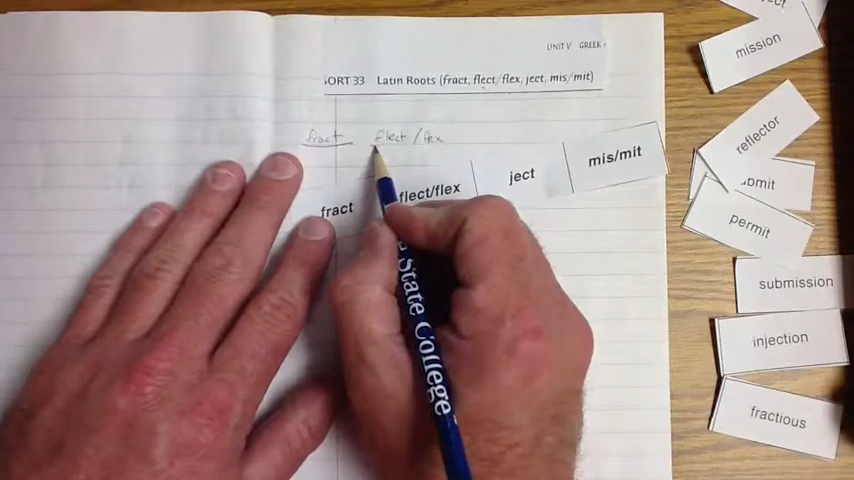 UNIT V GREEK
SORT 33 Latin Roots (fract, flect/flex, ject, mis/mit)
fract flect/flex
fract
flect/flex
ject
mis/mit
ject
mission
reflector
permit
submission
injection
fractious
State College